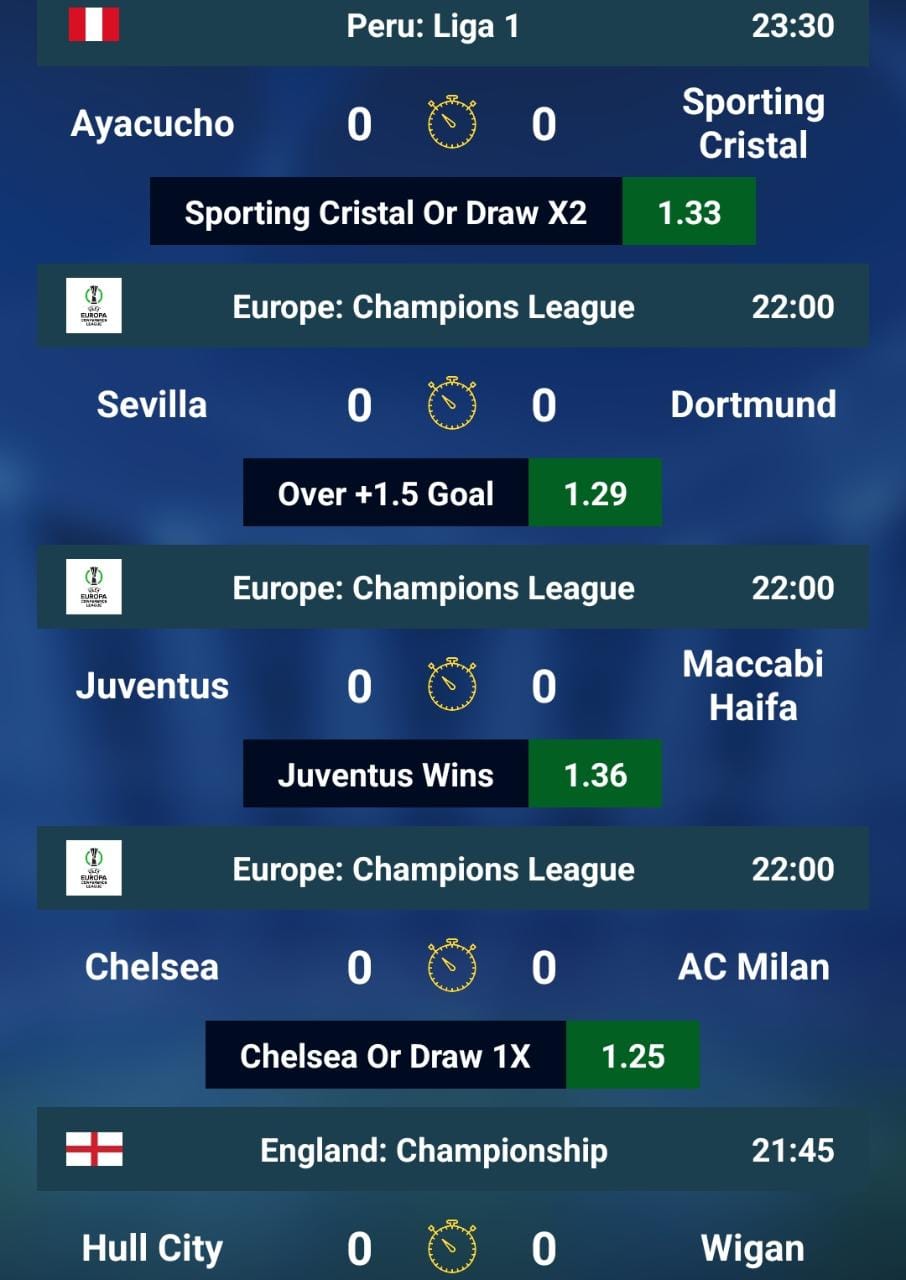 Peru: Liga 1 23:30
Ayacucho 0 0 Sporting Cristal
Sporting Cristal Or Draw X2 1.33
EUROPA
CONFERENCE
LEAGUE
Europe: Champions League 22:00
Sevilla 0 0 Dortmund
Over +1.5 Goal 1.29
EUROPA
CONFERENCE
LEAGUE
Europe: Champions League 22:00
Juventus 0 0 Maccabi Haifa
Juventus Wins 1.36
EUROPA
CONFERENCE
LEAGUE
Europe: Champions League 22:00
Chelsea 0 0 AC Milan
Chelsea Or Draw 1X 1.25
England: Championship 21:45
Hull City 0 0 Wigan